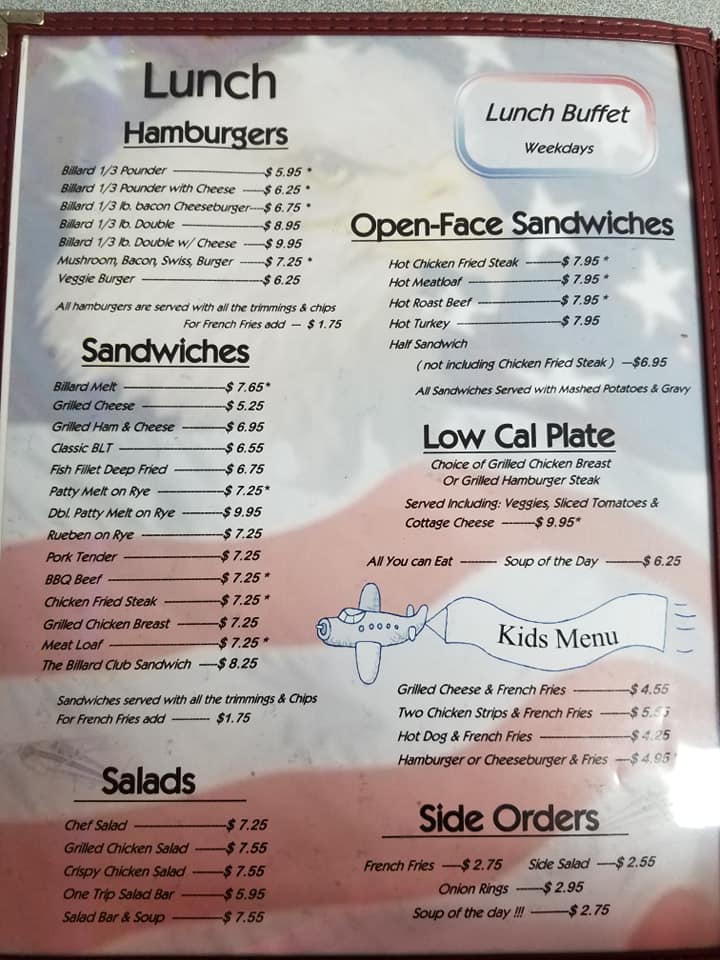 Lunch
Hamburgers
Billard 1/3 Pounder $ 5.95 *
Billard 1/3 Pounder with Cheese $ 6.25 *
Billard 1/3 lb. bacon Cheeseburger $ 6.75 *
Billard 1/3 lb. Double $ 8.95
Billard 1/3 lb. Double w/ Cheese $ 9.95
Mushroom, Bacon, Swiss, Burger $ 7.25 *
Veggie Burger $ 6.25
All hamburgers are served with all the trimmings & chips
For French Fries add — $ 1.75
Sandwiches
Billard Melt $ 7.65*
Grilled Cheese $ 5.25
Grilled Ham & Cheese $ 6.95
Classic BLT $ 6.55
Fish Fillet Deep Fried $ 6.75
Patty Melt on Rye $ 7.25*
Dbl. Patty Melt on Rye $ 9.95
Rueben on Rye $ 7.25
Pork Tender $ 7.25
BBQ Beef $ 7.25 *
Chicken Fried Steak $ 7.25 *
Grilled Chicken Breast $ 7.25
Meat Loaf $ 7.25 *
The Billard Club Sandwich $ 8.25
Sandwiches served with all the trimmings & Chips
For French Fries add $1.75
Salads
Chef Salad $ 7.25
Grilled Chicken Salad $ 7.55
Crispy Chicken Salad $ 7.55
One Trip Salad Bar $ 5.95
Salad Bar & Soup $ 7.55
Lunch Buffet
Weekdays
Open-Face Sandwiches
Hot Chicken Fried Steak $ 7.95 *
Hot Meatloaf $ 7.95 *
Hot Roast Beef $ 7.95 *
Hot Turkey $ 7.95
Half Sandwich
( not including Chicken Fried Steak ) —$6.95
All Sandwiches Served with Mashed Potatoes & Gravy
Low Cal Plate
Choice of Grilled Chicken Breast
Or Grilled Hamburger Steak
Served Including: Veggies, Sliced Tomatoes &
Cottage Cheese $ 9.95*
All You can Eat Soup of the Day $ 6.25
Kids Menu
Grilled Cheese & French Fries $ 4.55
Two Chicken Strips & French Fries
Hot Dog & French Fries $ 4.25
Hamburger or Cheeseburger & Fries $ 4.95
Side Orders
French Fries $ 2.75 Side Salad $ 2.55
Onion Rings $ 2.95
Soup of the day !!! $ 2.75